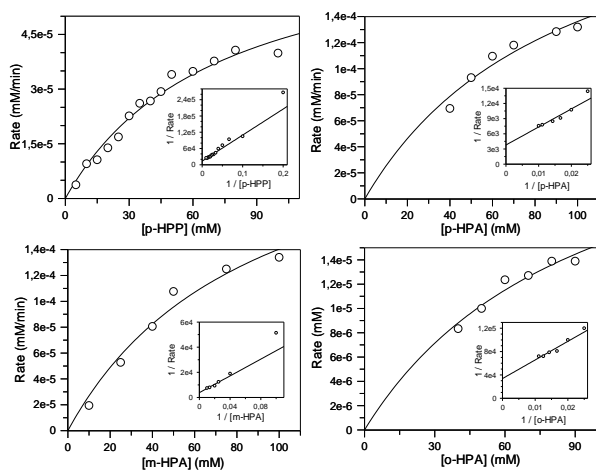 4,5e-5
3e-5
1,5e-5
0
Rate (mM/min)
0 30 60 90
[p-HPP] (mM)
2,4e5
1,8e5
1,2e5
6e4
0
1 / Rate
0 0,1 0,2
1 / [p-HPP]
1,4e-4
1,2e-4
1e-4
8e-5
6e-5
4e-5
2e-5
0
Rate (mM/min)
0 20 40 60 80 100
[p-HPA] (mM)
1,5e4
1,2e4
9e3
6e3
3e3
0
1 / Rate
0 0,01 0,02
1 / [p-HPA]
1,4e-4
1,2e-4
1e-4
8e-5
6e-5
4e-5
2e-5
0
Rate (mM/min)
0 20 40 60 80 100
[m-HPA] (mM)
6e4
4e4
2e4
0
1 / Rate
0 0,04 0,08
1 / [m-HPA]
1,4e-5
1,2e-5
1e-5
8e-6
6e-6
4e-6
2e-6
0
Rate (mM)
0 30 60 90
[o-HPA] (mM)
1,2e5
8e4
4e4
0
1 / Rate
0 0,01 0,02
1 / [o-HPA]